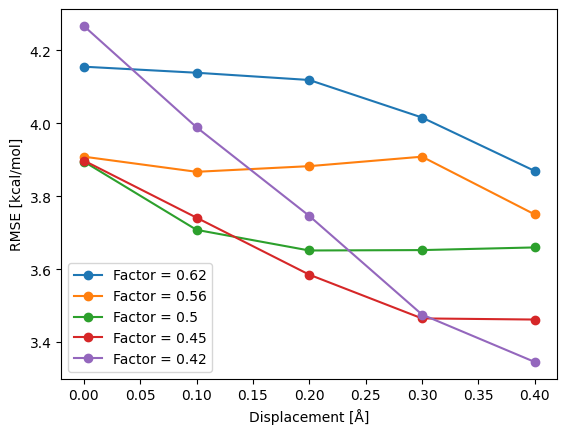 RMSE [kcal/mol]
4.2
4.0
3.8
3.6
3.4
Factor = 0.62
Factor = 0.56
Factor = 0.5
Factor = 0.45
Factor = 0.42
0.00 0.05 0.10 0.15 0.20 0.25 0.30 0.35 0.40
Displacement [Å]